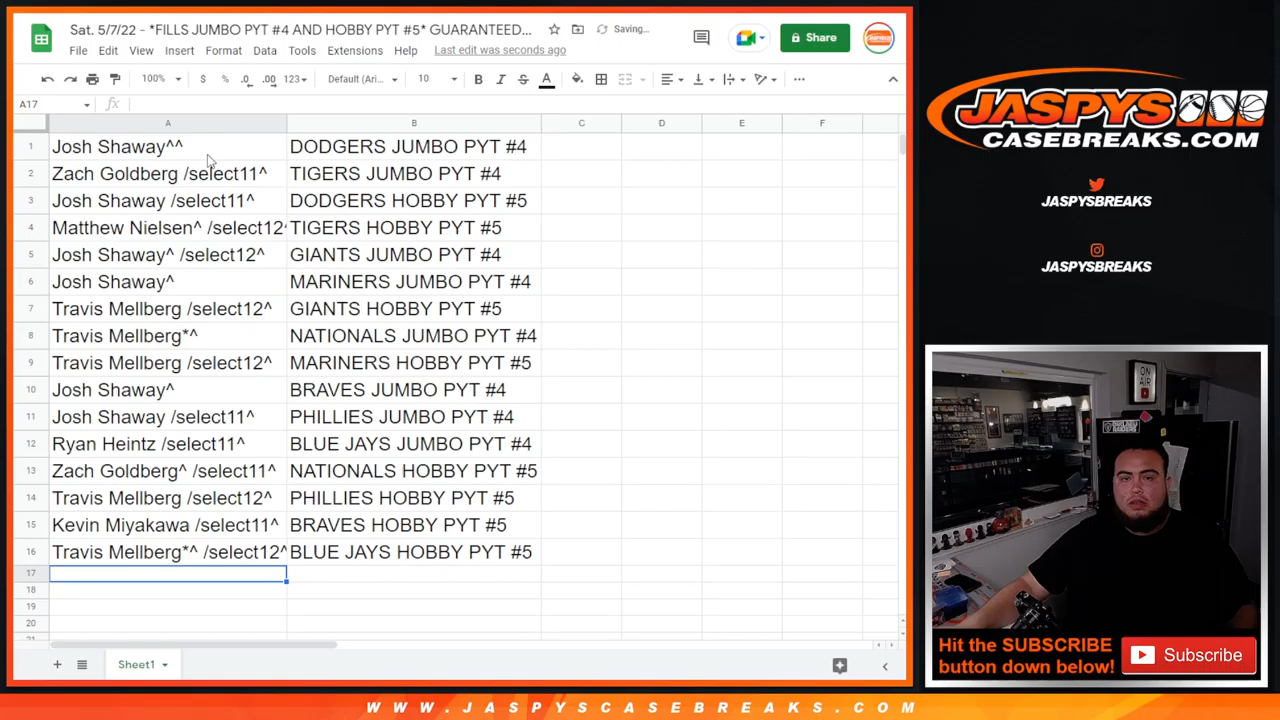 Sat. 5/7/22 - *FILLS JUMBO PYT #4 AND HOBBY PYT #5* GUARANTEED...
Saving...
Share
File Edit View Insert Format Data Tools Extensions Help Last edit was seconds ago
100% $ % .0 .00 123 Default (Ari... 10 B I S A
A17 fx
A B C D E F
1 Josh Shaway^^ DODGERS JUMBO PYT #4
2 Zach Goldberg /select11^ TIGERS JUMBO PYT #4
3 Josh Shaway /select11^ DODGERS HOBBY PYT #5
4 Matthew Nielsen^ /select12^ TIGERS HOBBY PYT #5
5 Josh Shaway^ /select12^ GIANTS JUMBO PYT #4
6 Josh Shaway^ MARINERS JUMBO PYT #4
7 Travis Mellberg /select12^ GIANTS HOBBY PYT #5
8 Travis Mellberg*^ NATIONALS JUMBO PYT #4
9 Travis Mellberg /select12^ MARINERS HOBBY PYT #5
10 Josh Shaway^ BRAVES JUMBO PYT #4
11 Josh Shaway /select11^ PHILLIES JUMBO PYT #4
12 Ryan Heintz /select11^ BLUE JAYS JUMBO PYT #4
13 Zach Goldberg^ /select11^ NATIONALS HOBBY PYT #5
14 Travis Mellberg /select12^ PHILLIES HOBBY PYT #5
15 Kevin Miyakawa /select11^ BRAVES HOBBY PYT #5
16 Travis Mellberg*^ /select12^ BLUE JAYS HOBBY PYT #5
17
18
19
20
Sheet1
JASPYS
CASEBREAKS.COM
JASPYSBREAKS
JASPYSBREAKS
ON AIR
Hit the SUBSCRIBE
button down below!
Subscribe
WWW.JASPYSCASEBREAKS.COM